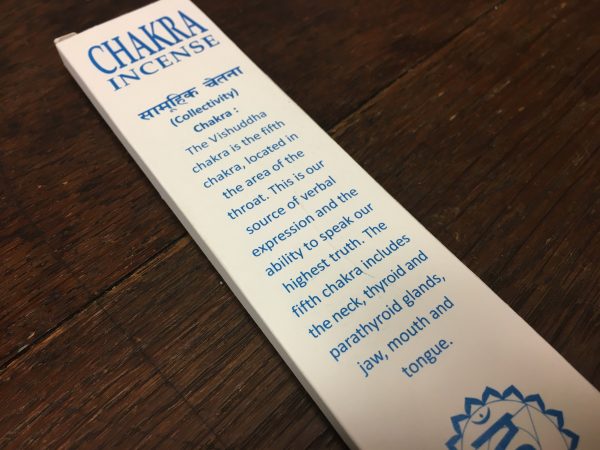 CHAKRA
INCENSE
सामूहिक चेतना
(Collectivity)
Chakra :
The Vishuddha
chakra is the fifth
chakra, located in
the area of the
throat. This is our
source of verbal
expression and the
ability to speak our
highest truth. The
fifth chakra includes
the neck, thyroid and
parathyroid glands,
jaw, mouth and
tongue.